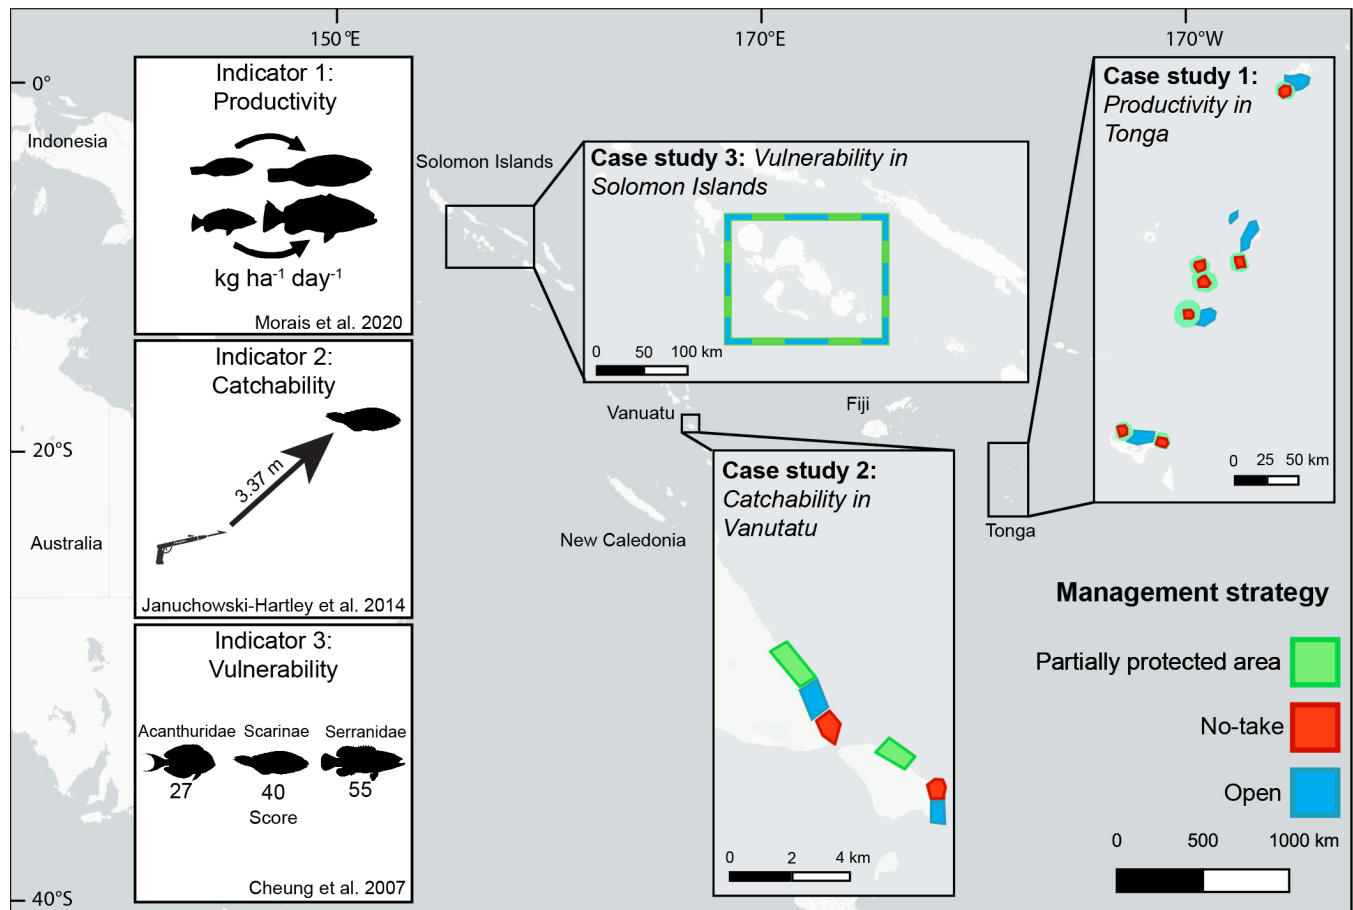 150°E
170°E
170°W
0°
20°S
40°S
Indonesia
Australia
Solomon Islands
Vanuatu
Fiji
New Caledonia
Tonga
Indicator 1:
Productivity
kg ha-1 day-1
Morais et al. 2020
Indicator 2:
Catchability
3.37 m
Januchowski-Hartley et al. 2014
Indicator 3:
Vulnerability
Acanthuridae Scarinae Serranidae
27 40 55
Score
Cheung et al. 2007
Case study 3: Vulnerability in
Solomon Islands
0 50 100 km
Case study 1:
Productivity in
Tonga
0 25 50 km
Case study 2:
Catchability in
Vanutatu
0 2 4 km
Management strategy
Partially protected area
No-take
Open
0 500 1000 km